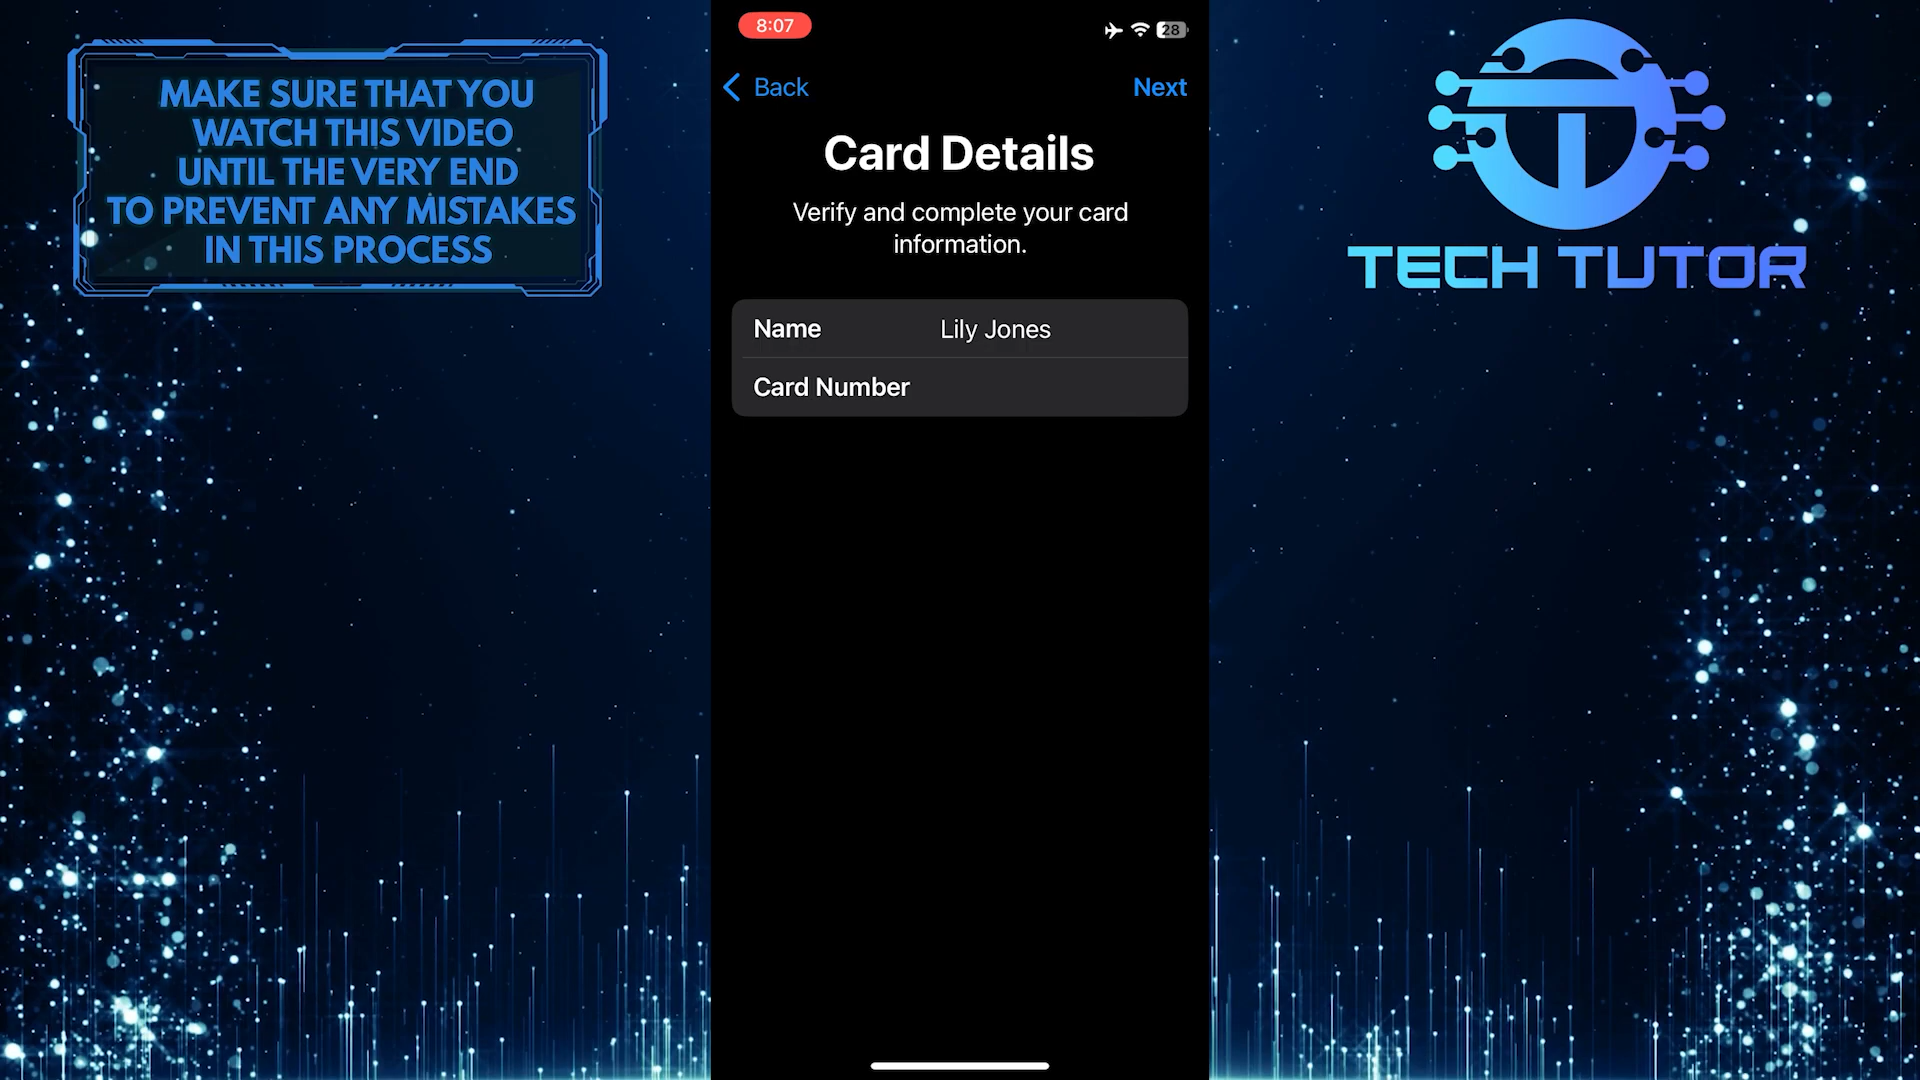 MAKE SURE THAT YOU
WATCH THIS VIDEO
UNTIL THE VERY END
TO PREVENT ANY MISTAKES
IN THIS PROCESS
8:07
28
Back
Next
Card Details
Verify and complete your card
information.
Name Lily Jones
Card Number
TECH TUTOR